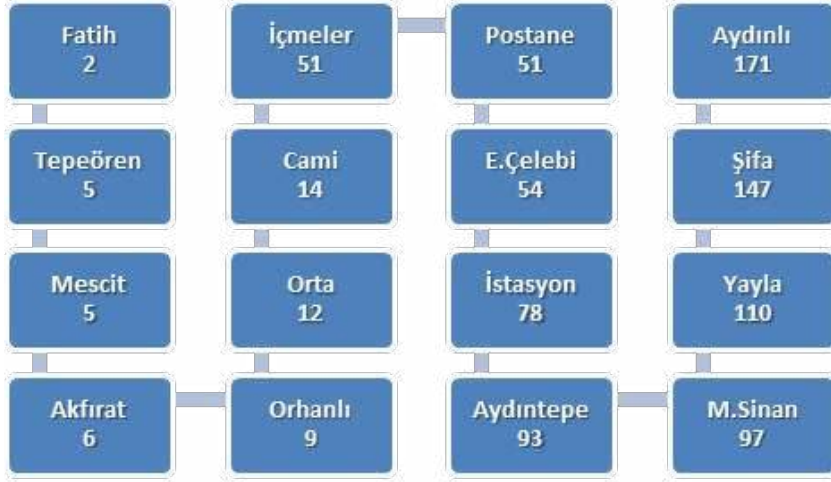 Fatih
2
Tepeören
5
Mescit
5
Akfırat
6
Orhanlı
9
Orta
12
Cami
14
İçmeler
51
Postane
51
E.Çelebi
54
İstasyon
78
Aydıntepe
93
M.Sinan
97
Yayla
110
Şifa
147
Aydınlı
171